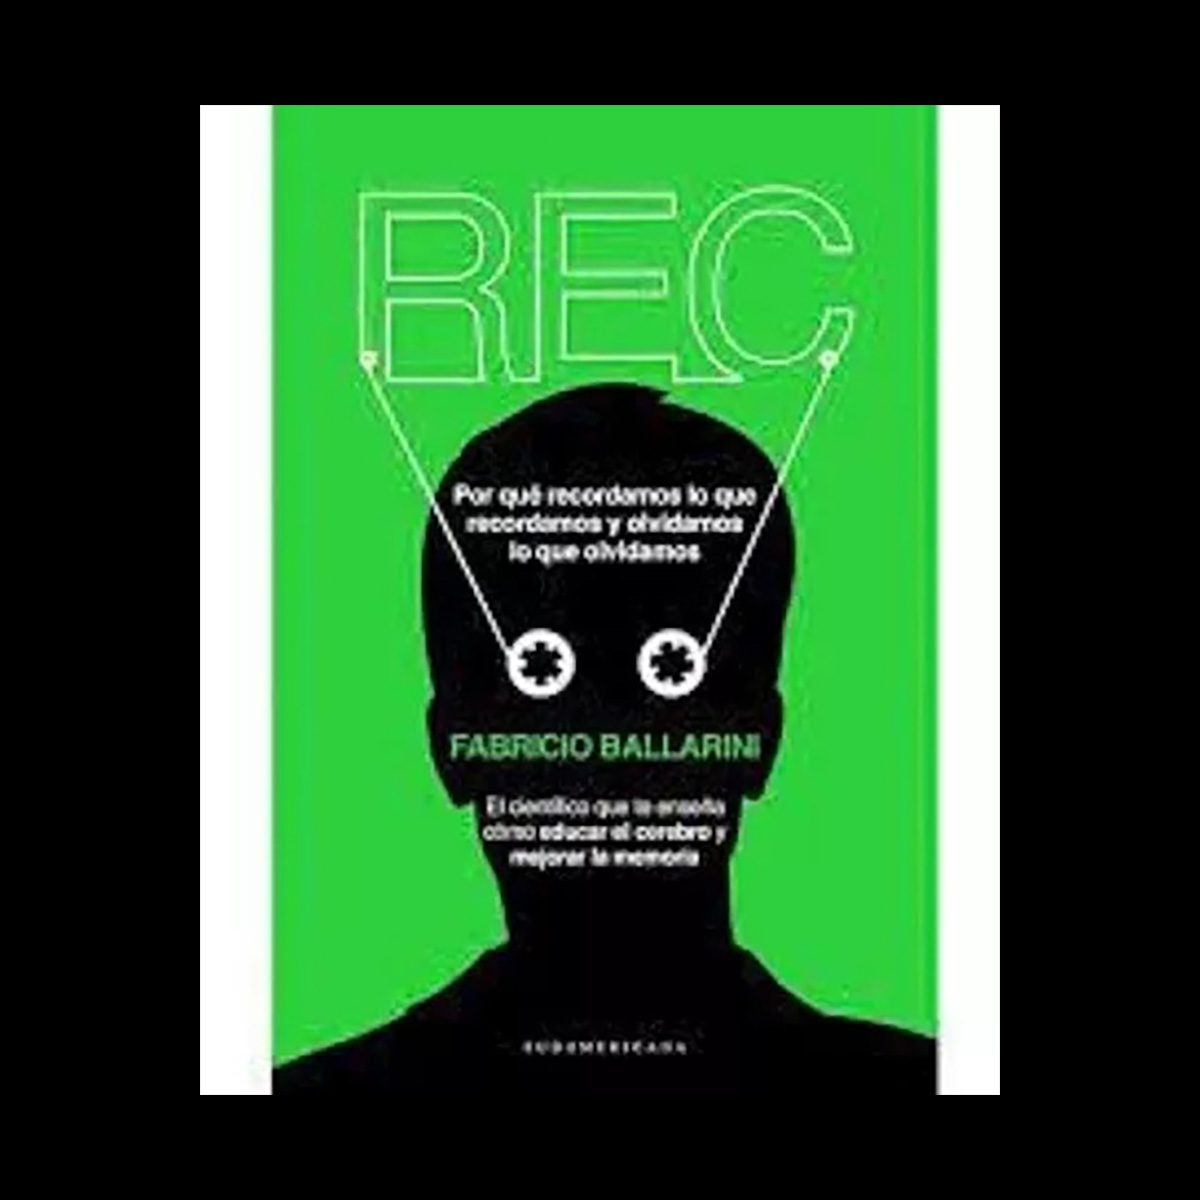 REC
Por qué recordamos lo que
recordamos y olvidamos
lo que olvidamos
FABRICIO BALLARINI
El científico que te enseña
cómo educar el cerebro y
mejorar la memoria
SUDAMERICANA